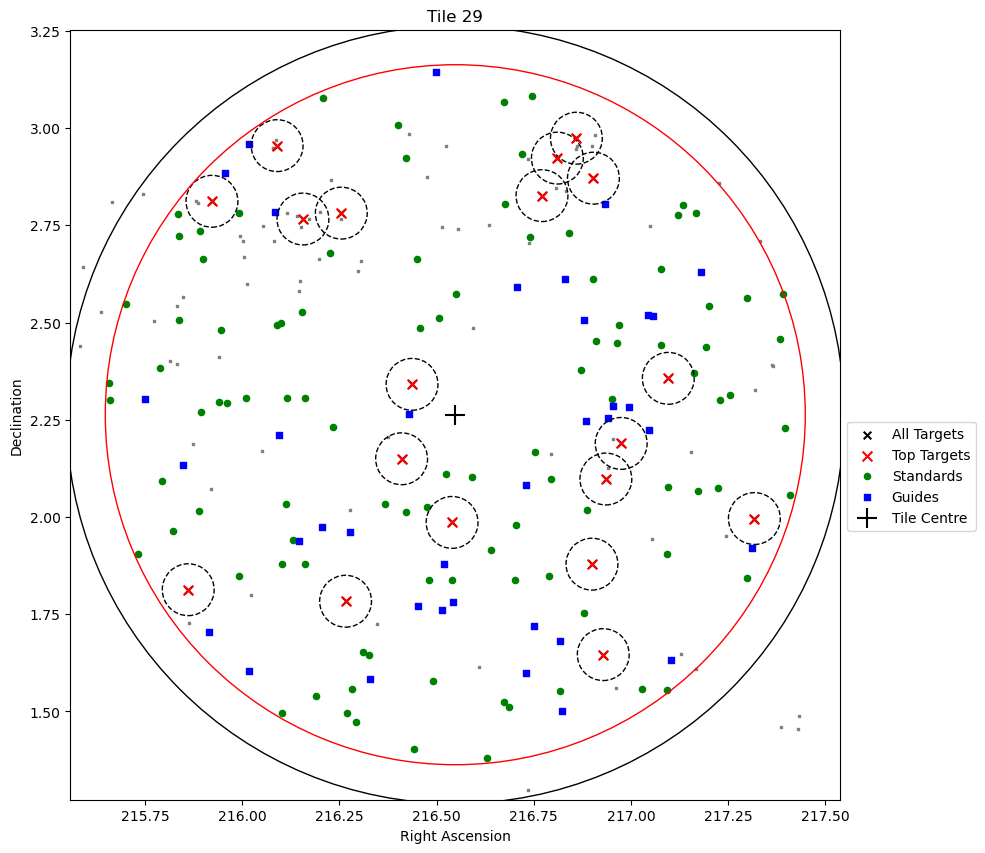 Tile 29
3.25
3.00
2.75
2.50
2.25
2.00
1.75
1.50
Declination
215.75 216.00 216.25 216.50 216.75 217.00 217.25 217.50
Right Ascension
All Targets
Top Targets
Standards
Guides
Tile Centre